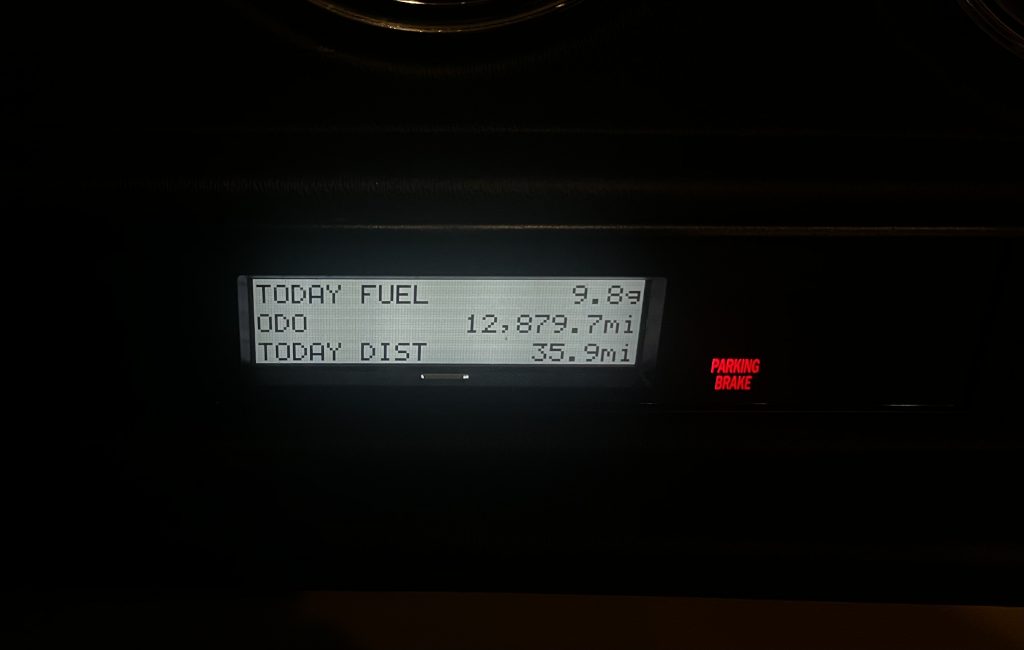 TODAY FUEL 9.8g
ODO 12,879.7mi
TODAY DIST 35.9mi
PARKING
BRAKE